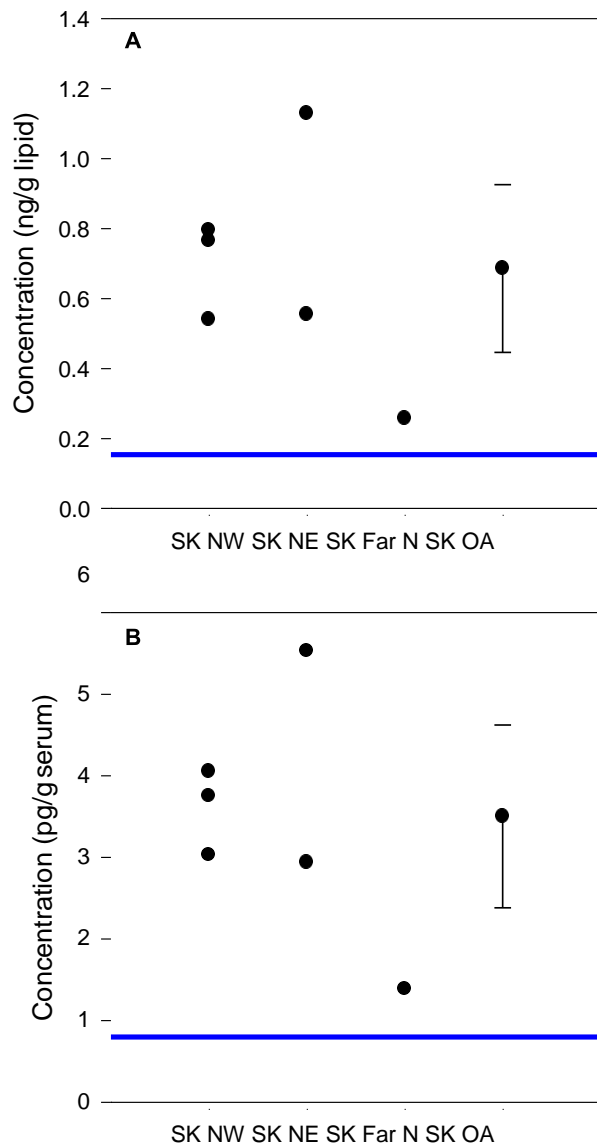 1.4
A
1.2
1.0
0.8
0.6
0.4
0.2
0.0
Concentration (ng/g lipid)
SK NW SK NE SK Far N SK OA
6
B
5
4
3
2
1
0
Concentration (pg/g serum)
SK NW SK NE SK Far N SK OA